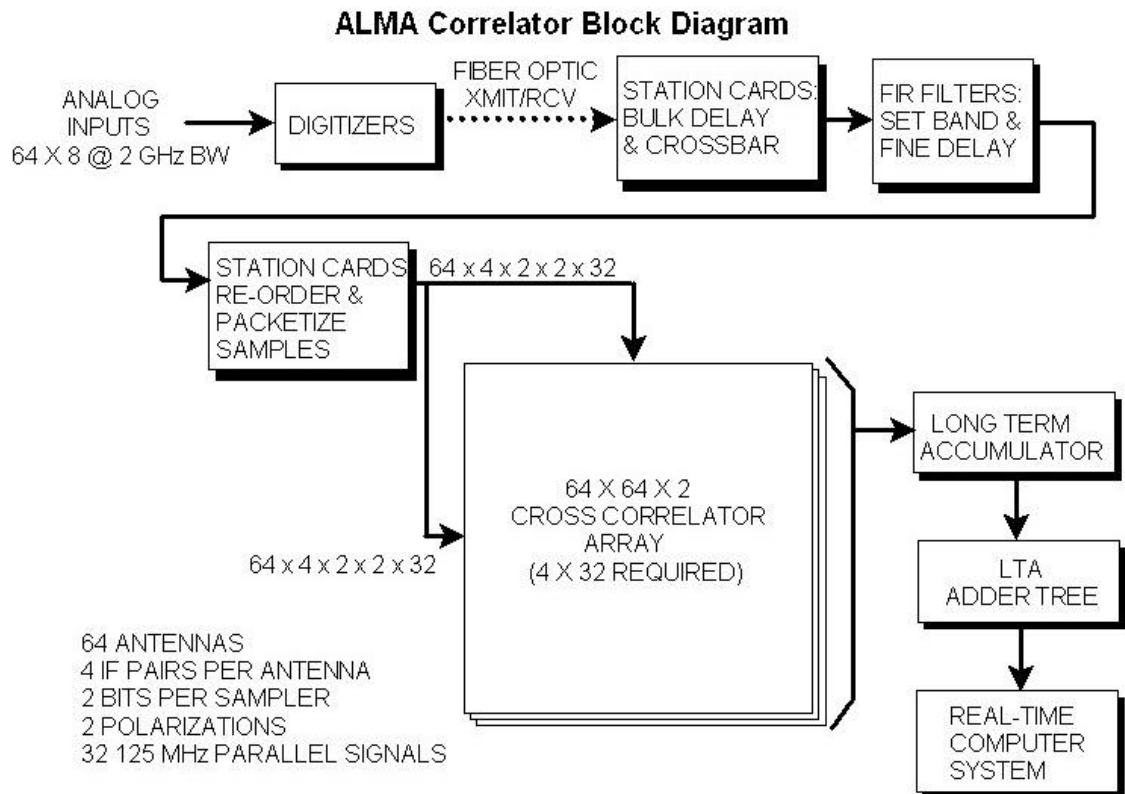 ALMA Correlator Block Diagram
ANALOG
INPUTS
64 X 8 @ 2 GHz BW
DIGITIZERS
FIBER OPTIC
XMIT/RCV
STATION CARDS:
BULK DELAY
& CROSSBAR
FIR FILTERS:
SET BAND &
FINE DELAY
STATION CARDS
RE-ORDER &
PACKETIZE
SAMPLES
64 x 4 x 2 x 2 x 32
64 X 64 X 2
CROSS CORRELATOR
ARRAY
(4 X 32 REQUIRED)
64 x 4 x 2 x 2 x 32
LONG TERM
ACCUMULATOR
LTA
ADDER TREE
REAL-TIME
COMPUTER
SYSTEM
64 ANTENNAS
4 IF PAIRS PER ANTENNA
2 BITS PER SAMPLER
2 POLARIZATIONS
32 125 MHz PARALLEL SIGNALS